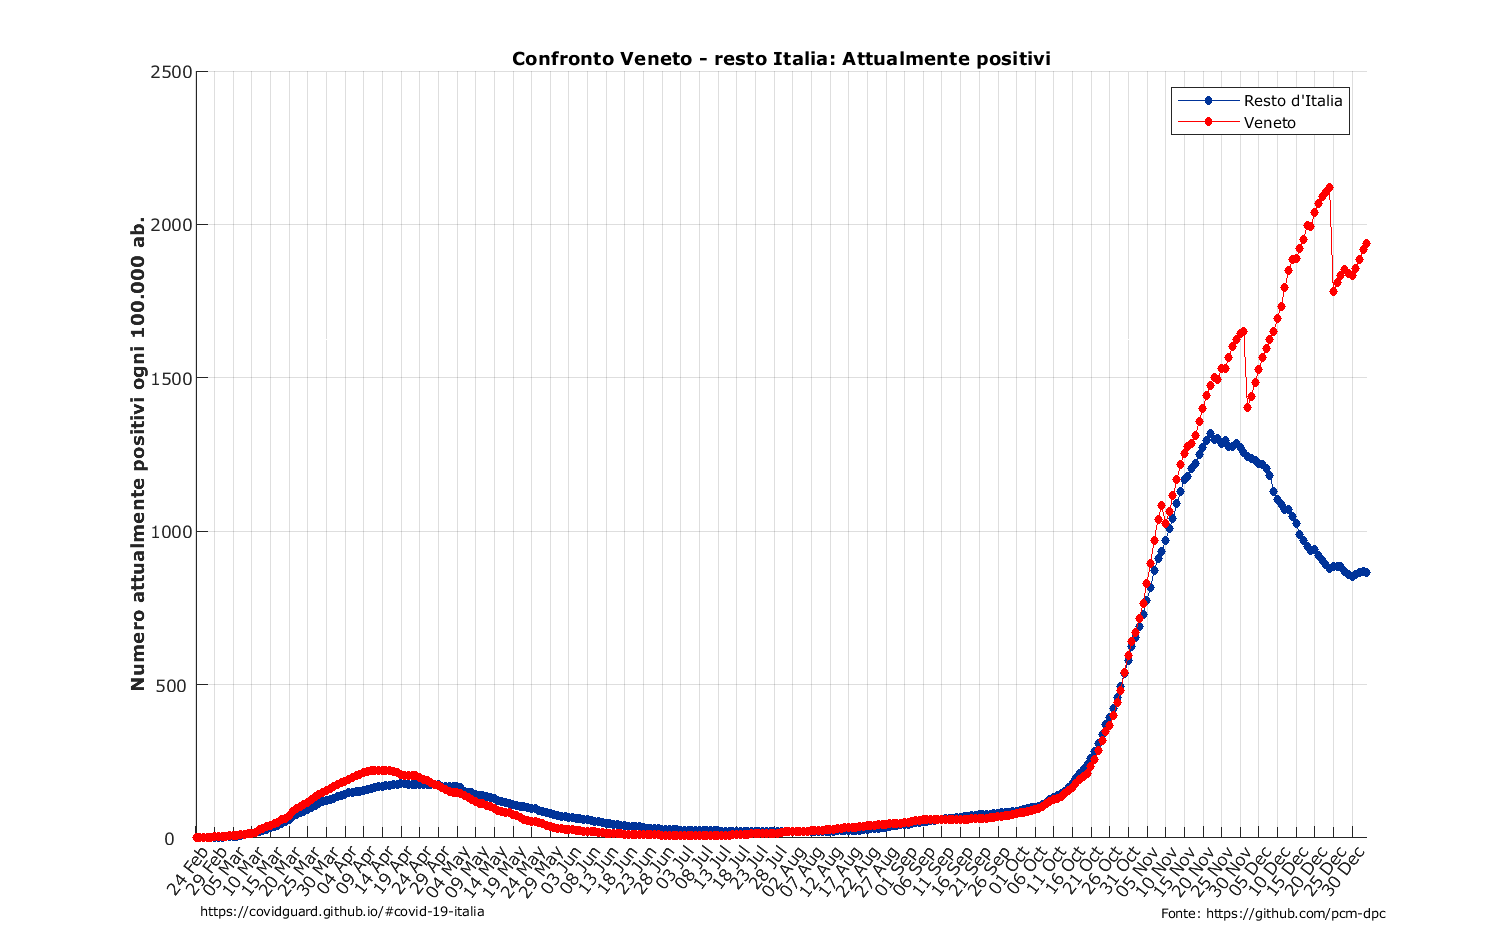 Confronto Veneto - resto Italia: Attualmente positivi
Resto d'Italia
Veneto
Numero attualmente positivi ogni 100.000 ab.
2500
2000
1500
1000
500
0
24 Feb
29 Feb
05 Mar
10 Mar
15 Mar
20 Mar
25 Mar
30 Mar
04 Apr
09 Apr
14 Apr
19 Apr
24 Apr
29 Apr
04 May
09 May
14 May
19 May
24 May
29 May
03 Jun
08 Jun
13 Jun
18 Jun
23 Jun
28 Jun
03 Jul
08 Jul
13 Jul
18 Jul
23 Jul
28 Jul
02 Aug
07 Aug
12 Aug
17 Aug
22 Aug
27 Aug
01 Sep
06 Sep
11 Sep
16 Sep
21 Sep
26 Sep
01 Oct
06 Oct
11 Oct
16 Oct
21 Oct
26 Oct
31 Oct
05 Nov
10 Nov
15 Nov
20 Nov
25 Nov
30 Nov
05 Dec
10 Dec
15 Dec
20 Dec
25 Dec
30 Dec
https://covidguard.github.io/#covid-19-italia
Fonte: https://github.com/pcm-dpc